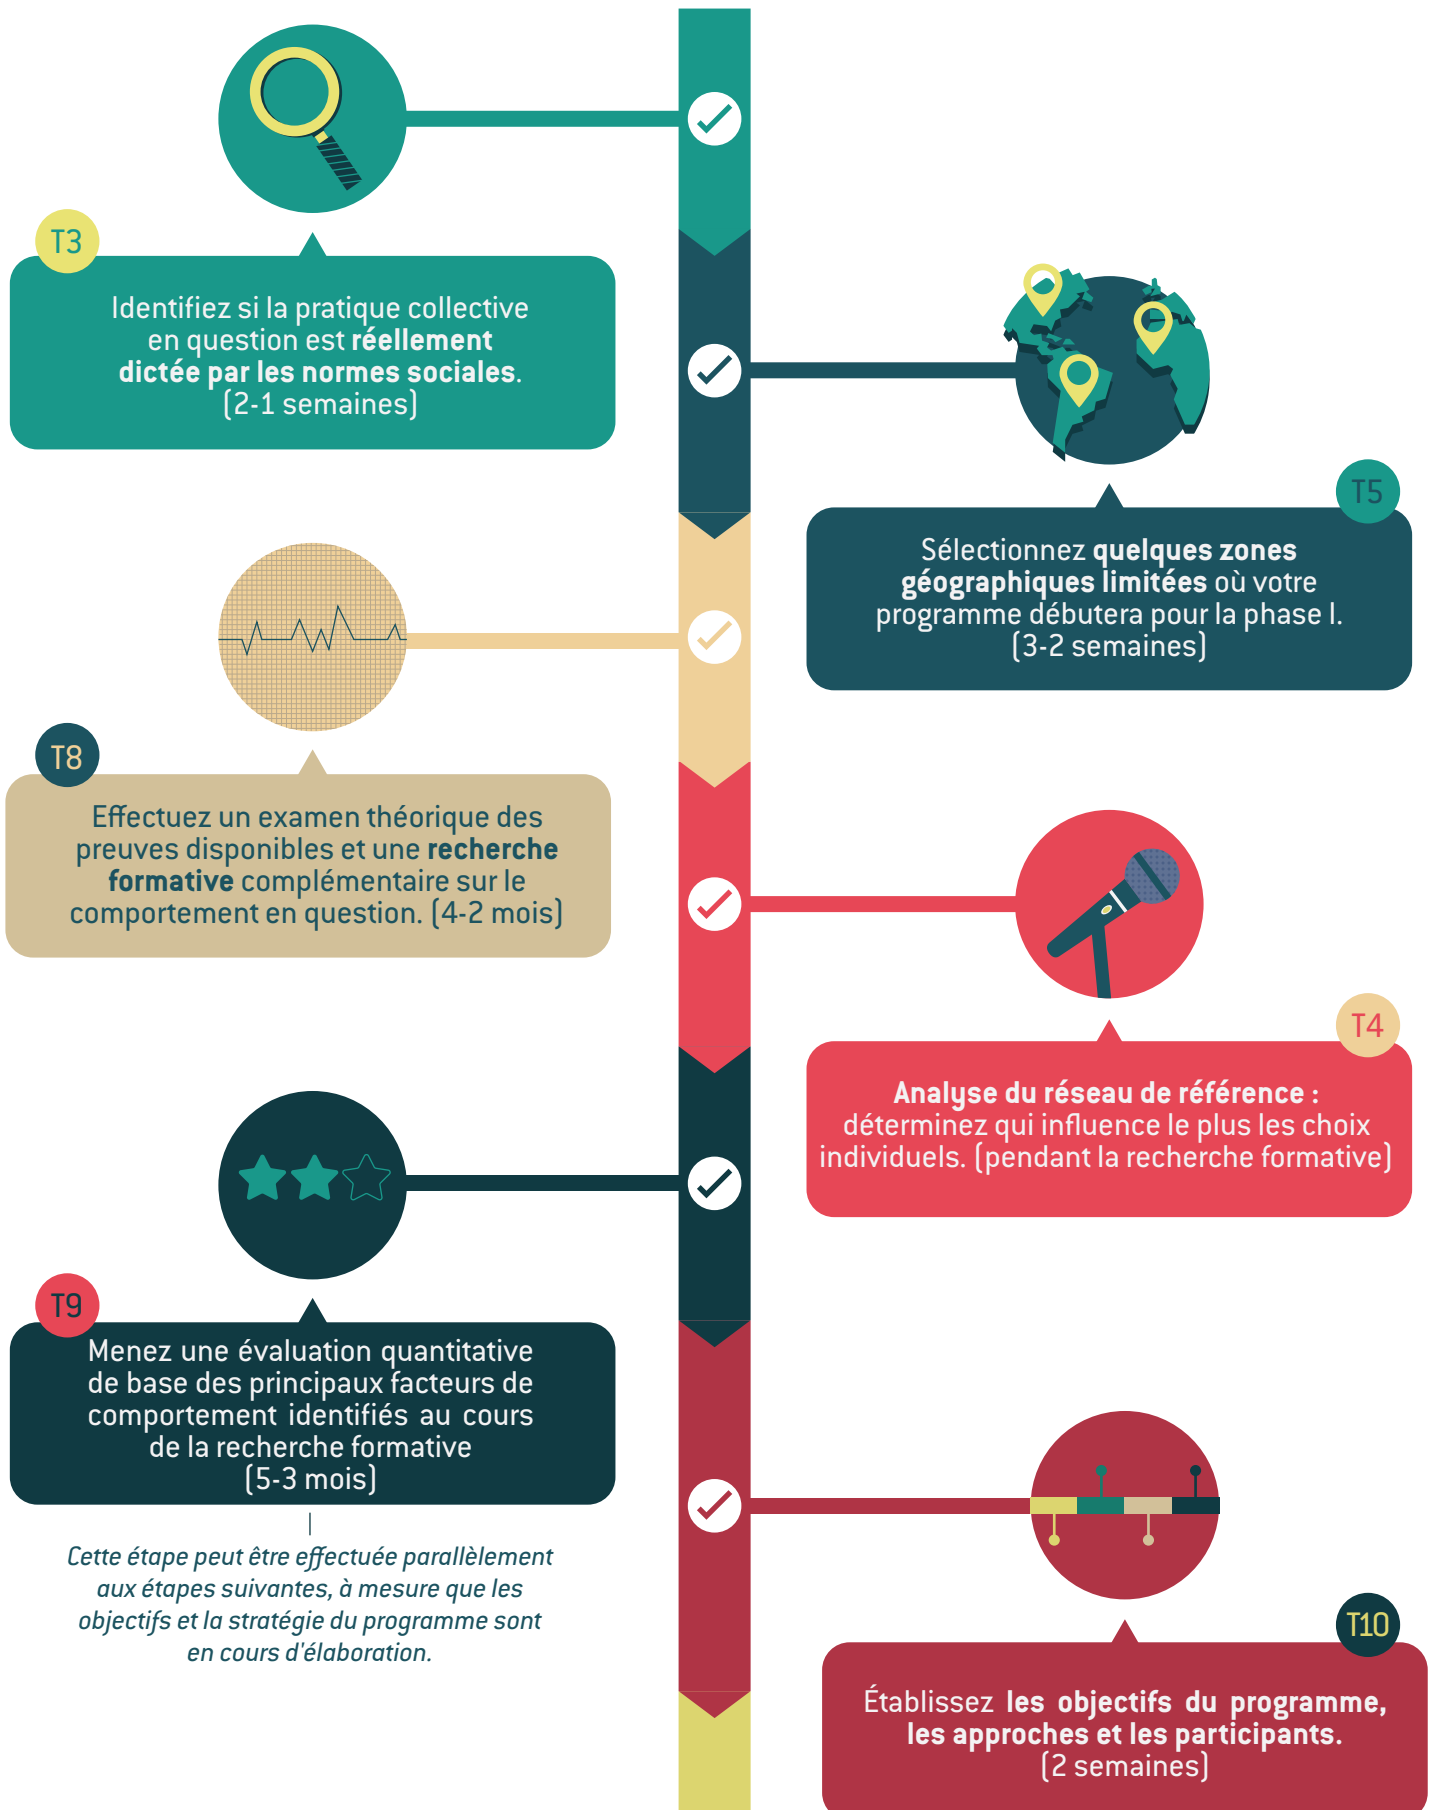 T3
Identifiez si la pratique collective
en question est réellement
dictée par les normes sociales.
(2-1 semaines)
T5
Sélectionnez quelques zones
géographiques limitées où votre
programme débutera pour la phase I.
(3-2 semaines)
T8
Effectuez un examen théorique des
preuves disponibles et une recherche
formative complémentaire sur le
comportement en question. (4-2 mois)
T4
Analyse du réseau de référence :
déterminez qui influence le plus les choix
individuels. (pendant la recherche formative)
T9
Menez une évaluation quantitative
de base des principaux facteurs de
comportement identifiés au cours
de la recherche formative
(5-3 mois)
Cette étape peut être effectuée parallèlement
aux étapes suivantes, à mesure que les
objectifs et la stratégie du programme sont
en cours d'élaboration.
T10
Établissez les objectifs du programme,
les approches et les participants.
(2 semaines)